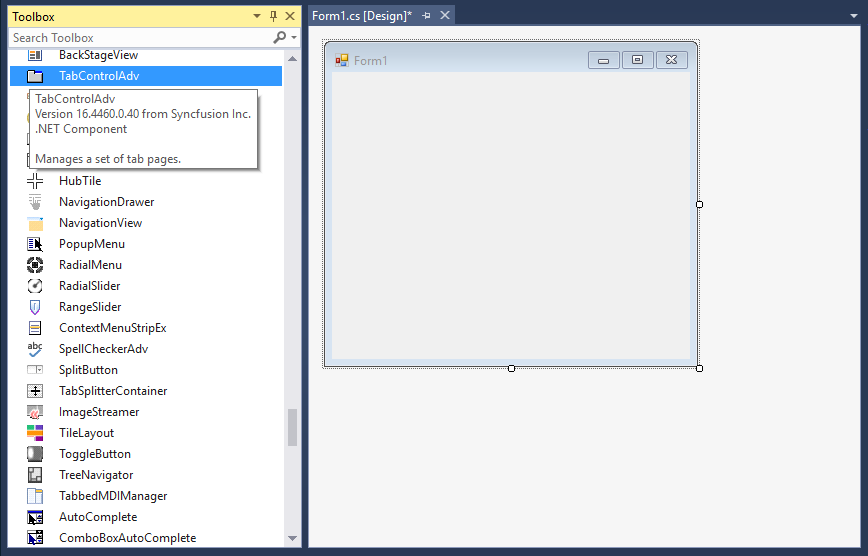 Toolbox
Search Toolbox
BackStageView
TabControlAdv
TabControlAdv
Version 16.4460.0.40 from Syncfusion Inc.
.NET Component
Manages a set of tab pages.
HubTile
NavigationDrawer
NavigationView
PopupMenu
RadialMenu
RadialSlider
RangeSlider
ContextMenuStripEx
abc
SpellCheckerAdv
SplitButton
TabSplitterContainer
ImageStreamer
TileLayout
ToggleButton
TreeNavigator
TabbedMDIManager
AutoComplete
ComboBoxAutoComplete
Form1.cs [Design]*
Form1